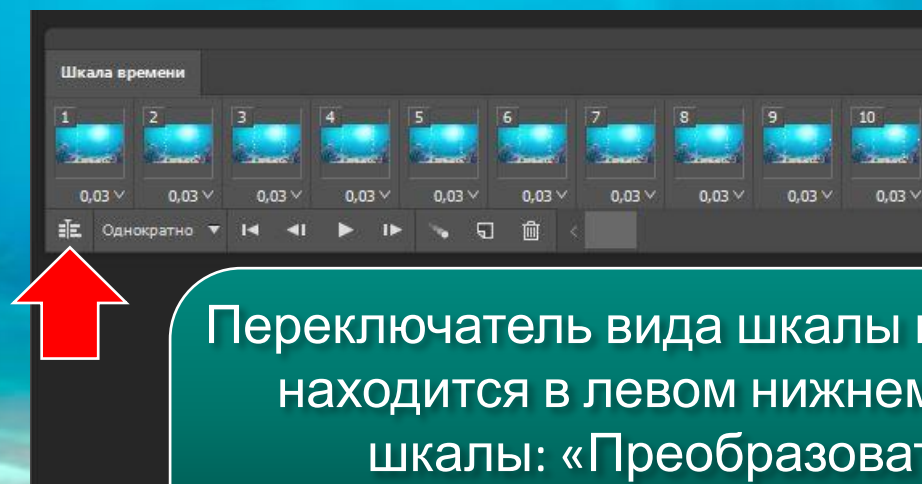 Шкала времени
1 2 3 4 5 6 7 8 9 10
0,03 0,03 0,03 0,03 0,03 0,03 0,03 0,03 0,03 0,03
Однократно
Переключатель вида шкалы
находится в левом
шкалы: